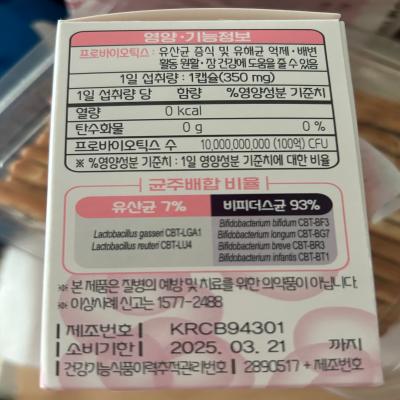 영양·기능정보
프로바이오틱스 : 유산균 증식 및 유해균 억제·배변
활동 원활·장 건강에 도움을 줄 수 있음
1일 섭취량 : 1캡슐(350 mg)
1일 섭취량 당 함량 %영양성분 기준치
열량 0 kcal
탄수화물 0 g 0 %
프로바이오틱스 수 10,000,000,000 (100억) CFU
※ %영양성분 기준치 : 1일 영양성분 기준치에 대한 비율
균주배합 비율
유산균 7% 비피더스균 93%
Lactobacillus gasseri CBT-LGA1
Lactobacillus reuteri CBT-LU4
Bifidobacterium bifidum CBT-BF3
Bifidobacterium longum CBT-BG7
Bifidobacterium breve CBT-BR3
Bifidobacterium infantis CBT-BT1
※ 본 제품은 질병의 예방 및 치료를 위한 의약품이 아닙니다.
※ 이상사례 신고는 1577-2488
제조번호 KRCB94301
소비기한 2025. 03. 21 까지
건강기능식품이력추적관리번호 2890517 + 제조번호